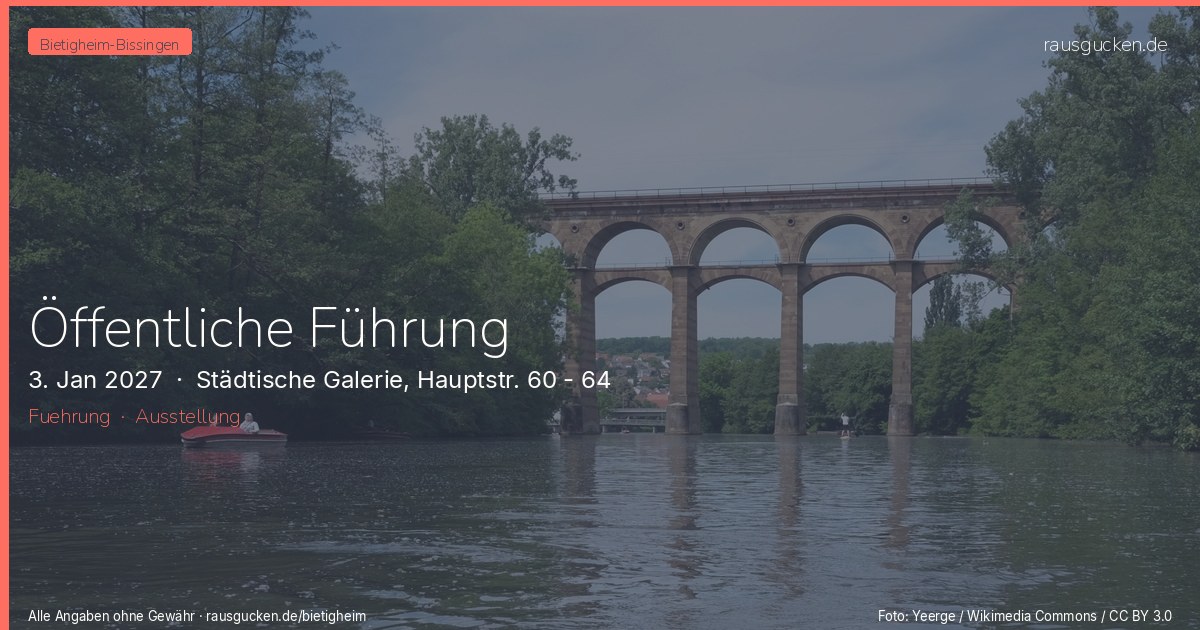 Bietigheim-Bissingen
rausgucken.de
Öffentliche Führung
3. Jan 2027 · Städtische Galerie, Hauptstr. 60 - 64
Fuehrung · Ausstellung
Alle Angaben ohne Gewähr · rausgucken.de/bietigheim
Foto: Yeerge / Wikimedia Commons / CC BY 3.0